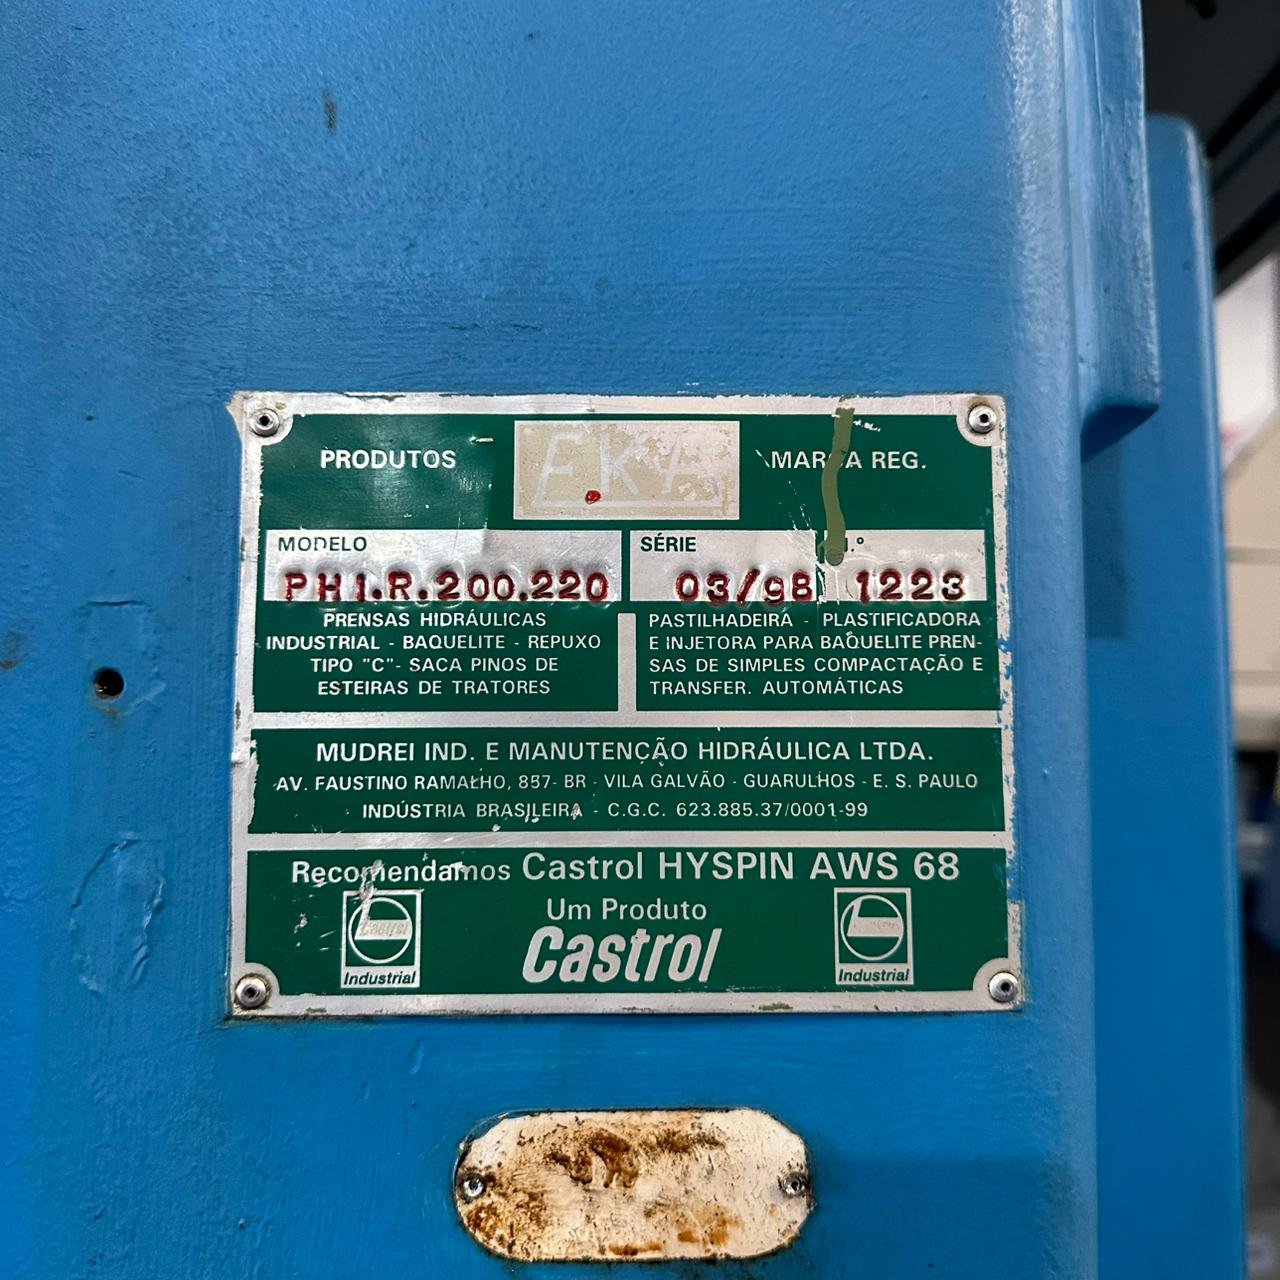 PRODUTOS EKA MARCA REG.
MODELO SÉRIE N.º
PHI.R.200.220 03/98 1223
PRENSAS HIDRÁULICAS
INDUSTRIAL - BAQUELITE - REPUXO
TIPO "C"- SACA PINOS DE
ESTEIRAS DE TRATORES
PASTILHADEIRA - PLASTIFICADORA
E INJETORA PARA BAQUELITE PREN-
SAS DE SIMPLES COMPACTAÇÃO E
TRANSFER. AUTOMÁTICAS
MUDREI IND. E MANUTENÇÃO HIDRÁULICA LTDA.
AV. FAUSTINO RAMALHO, 857- BR - VILA GALVÃO - GUARULHOS - E. S. PAULO
INDÚSTRIA BRASILEIRA - C.G.C. 623.885.37/0001-99
Recomendamos Castrol HYSPIN AWS 68
Um Produto
Castrol
Castrol
Industrial
Industrial